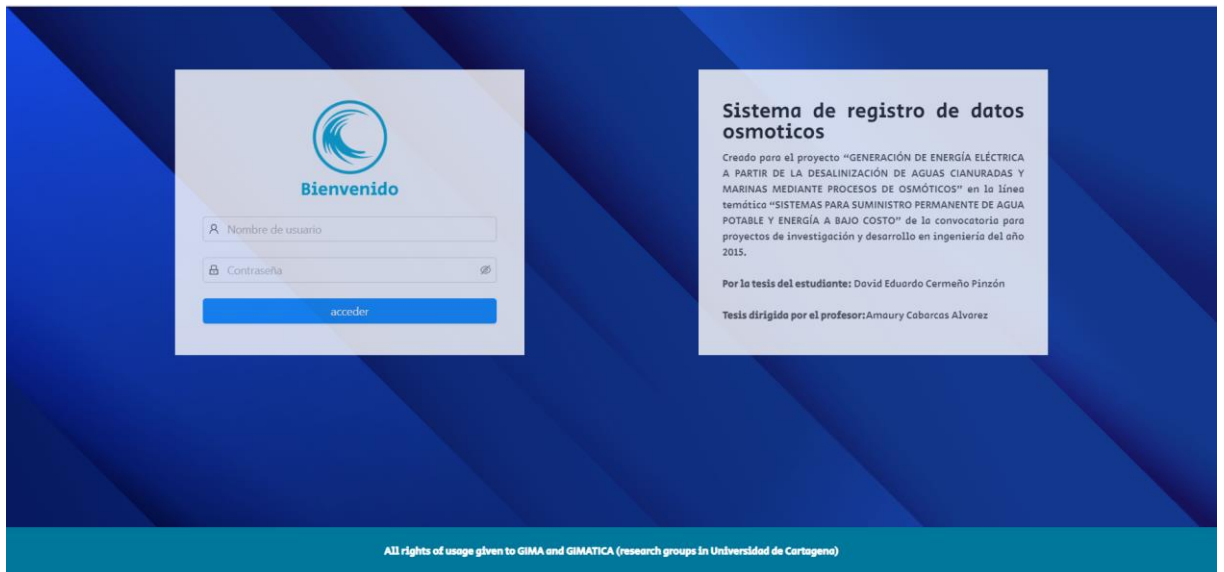 Bienvenido
Nombre de usuario
Contraseña
acceder
Sistema de registro de datos
osmoticos
Creado para el proyecto “GENERACIÓN DE ENERGÍA ELÉCTRICA
A PARTIR DE LA DESALINIZACIÓN DE AGUAS CIANURADAS Y
MARINAS MEDIANTE PROCESOS DE OSMÓTICOS” en la línea
temática “SISTEMAS PARA SUMINISTRO PERMANENTE DE AGUA
POTABLE Y ENERGÍA A BAJO COSTO” de la convocatoria para
proyectos de investigación y desarrollo en ingeniería del año
2015.
Por la tesis del estudiante: David Eduardo Cermeño Pinzón
Tesis dirigida por el profesor:Amaury Cabarcas Alvarez
All rights of usage given to GIMA and GIMATICA (research groups in Universidad de Cartagena)